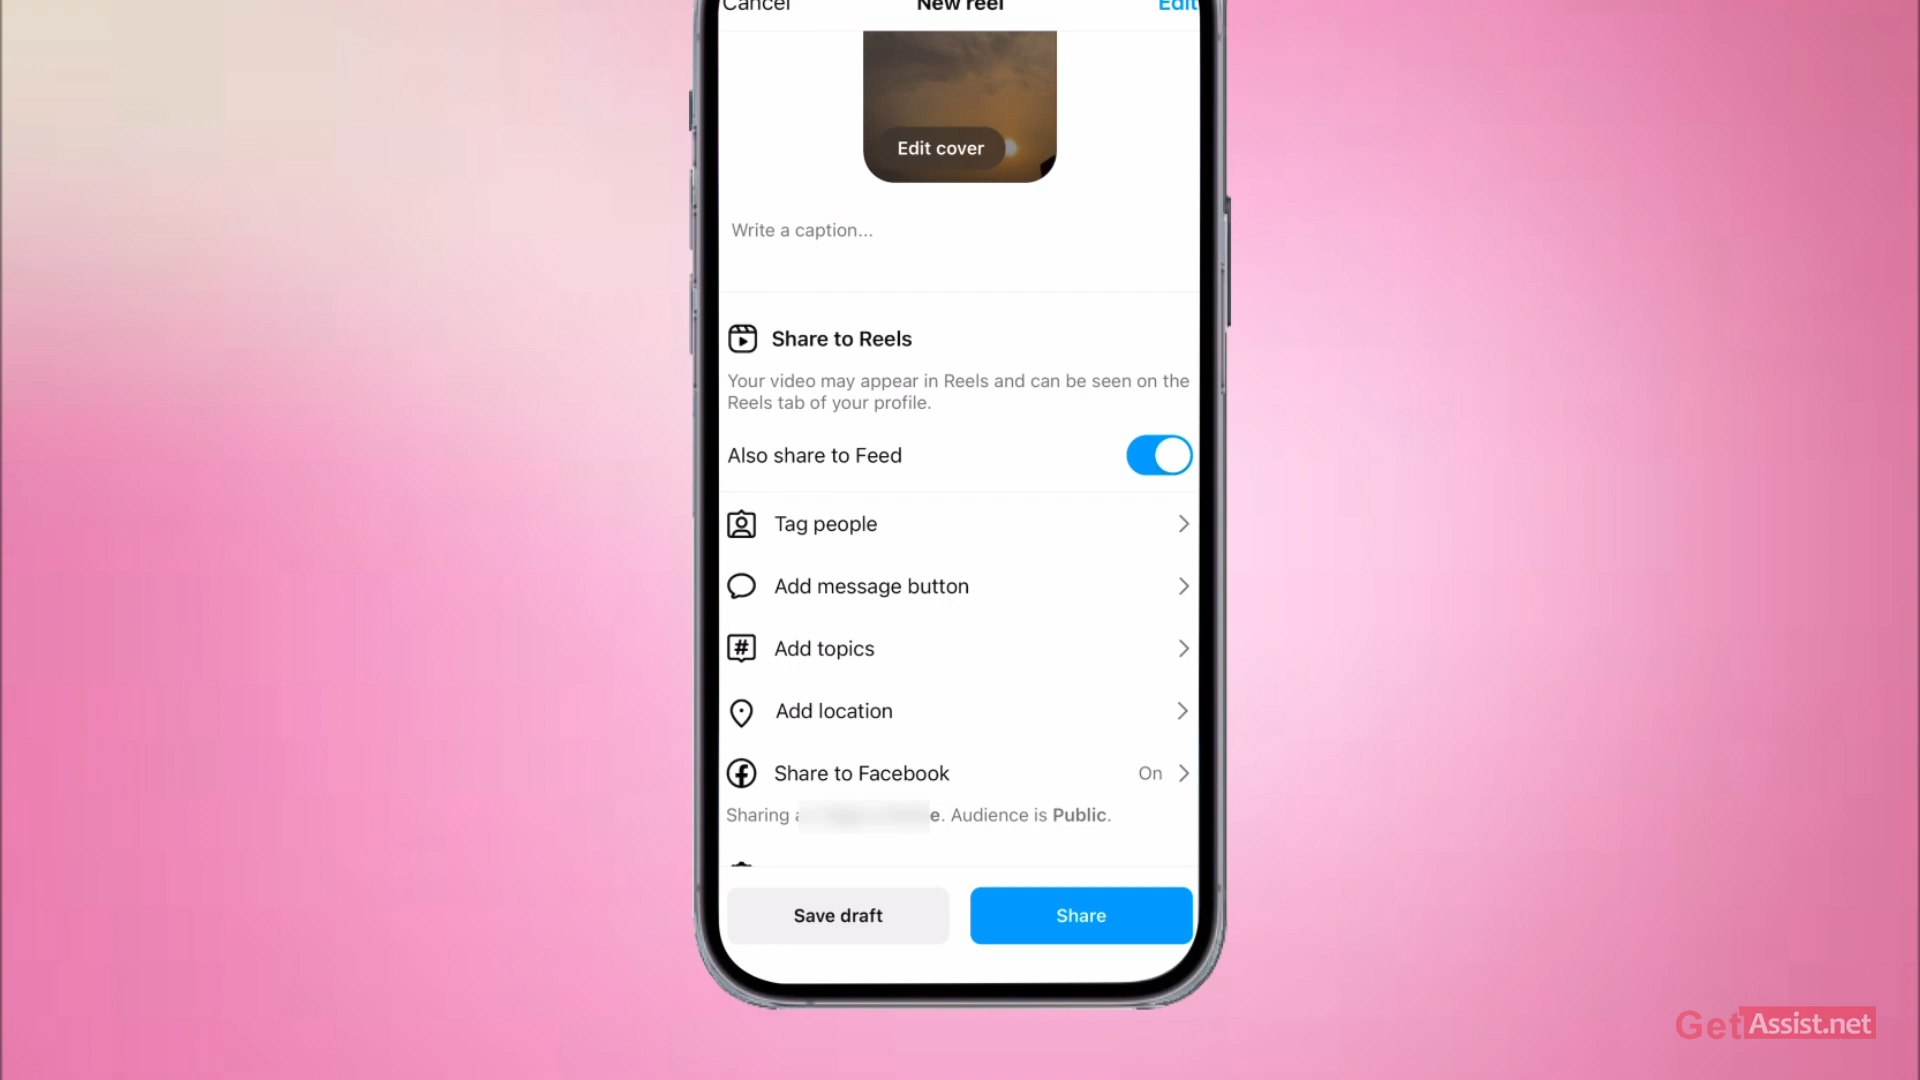 Cancel New reel Edit
Edit cover
Write a caption...
Share to Reels
Your video may appear in Reels and can be seen on the
Reels tab of your profile.
Also share to Feed
Tag people
Add message button
Add topics
Add location
Share to Facebook On
Sharing e. Audience is Public.
Save draft Share
GetAssist.net